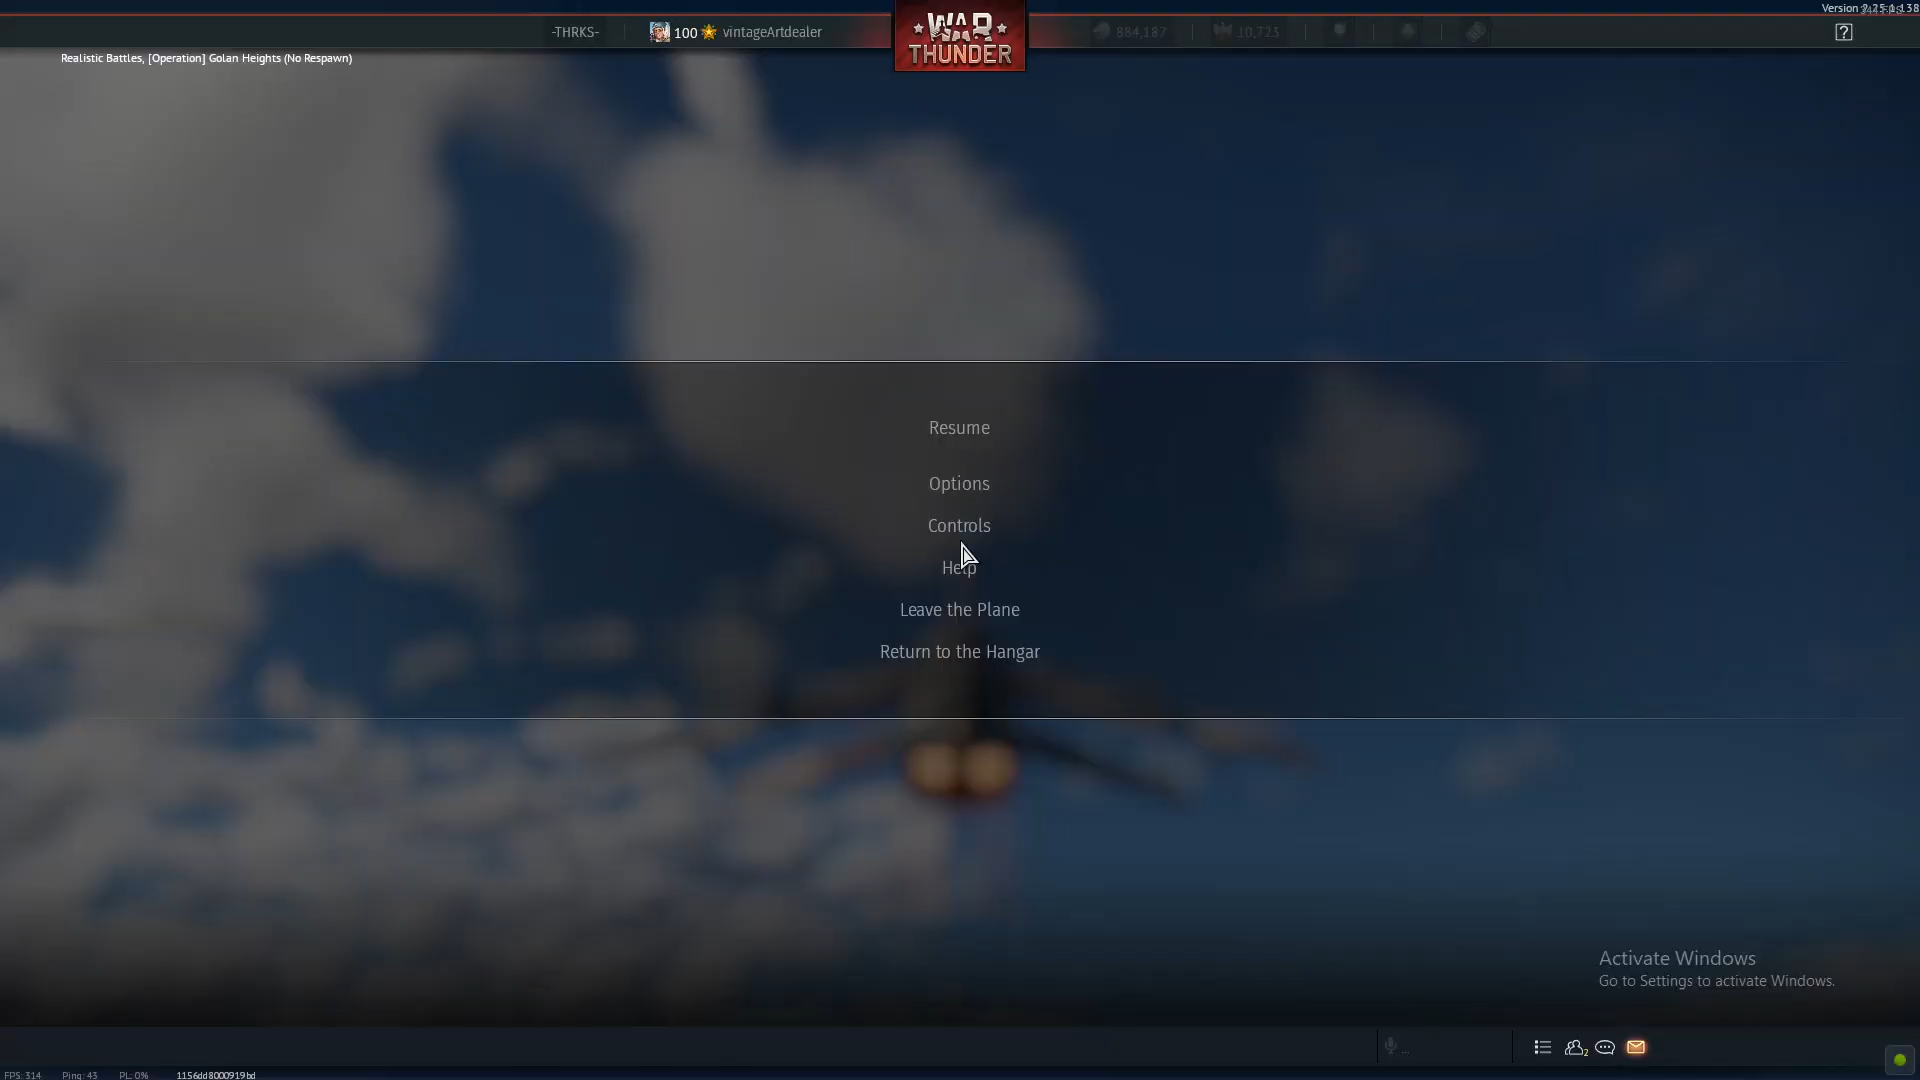 Version 2.25.1.138
-THRKS-
100 vintageArtdealer
WAR THUNDER
884,187
10,723
?
Realistic Battles, [Operation] Golan Heights (No Respawn)
Resume
Options
Controls
Help
Leave the Plane
Return to the Hangar
Activate Windows
Go to Settings to activate Windows.
...
2
FPS: 314 Ping: 43 PL: 0% 1156dd8000919bd